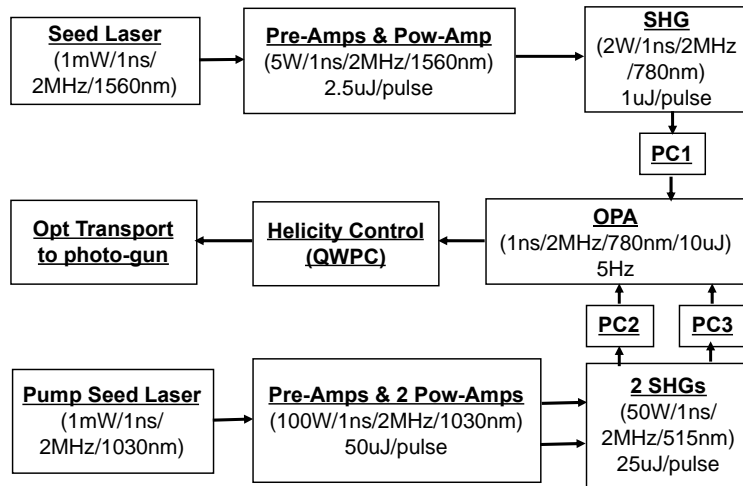 Seed Laser
(1mW/1ns/
2MHz/1560nm)
Pre-Amps & Pow-Amp
(5W/1ns/2MHz/1560nm)
2.5uJ/pulse
SHG
(2W/1ns/2MHz
/780nm)
1uJ/pulse
PC1
Opt Transport
to photo-gun
Helicity Control
(QWPC)
OPA
(1ns/2MHz/780nm/10uJ)
5Hz
PC2
PC3
Pump Seed Laser
(1mW/1ns/
2MHz/1030nm)
Pre-Amps & 2 Pow-Amps
(100W/1ns/2MHz/1030nm)
50uJ/pulse
2 SHGs
(50W/1ns/
2MHz/515nm)
25uJ/pulse